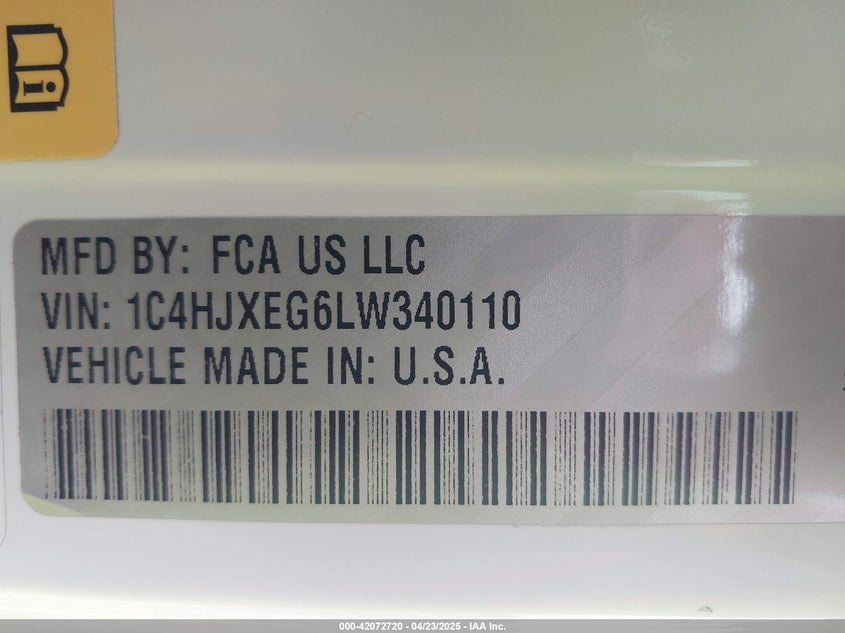 MFD BY: FCA US LLC
VIN: 1C4HJXEG6LW340110
VEHICLE MADE IN: U.S.A.
000-42072720 - 04/23/2025 - IAA Inc.